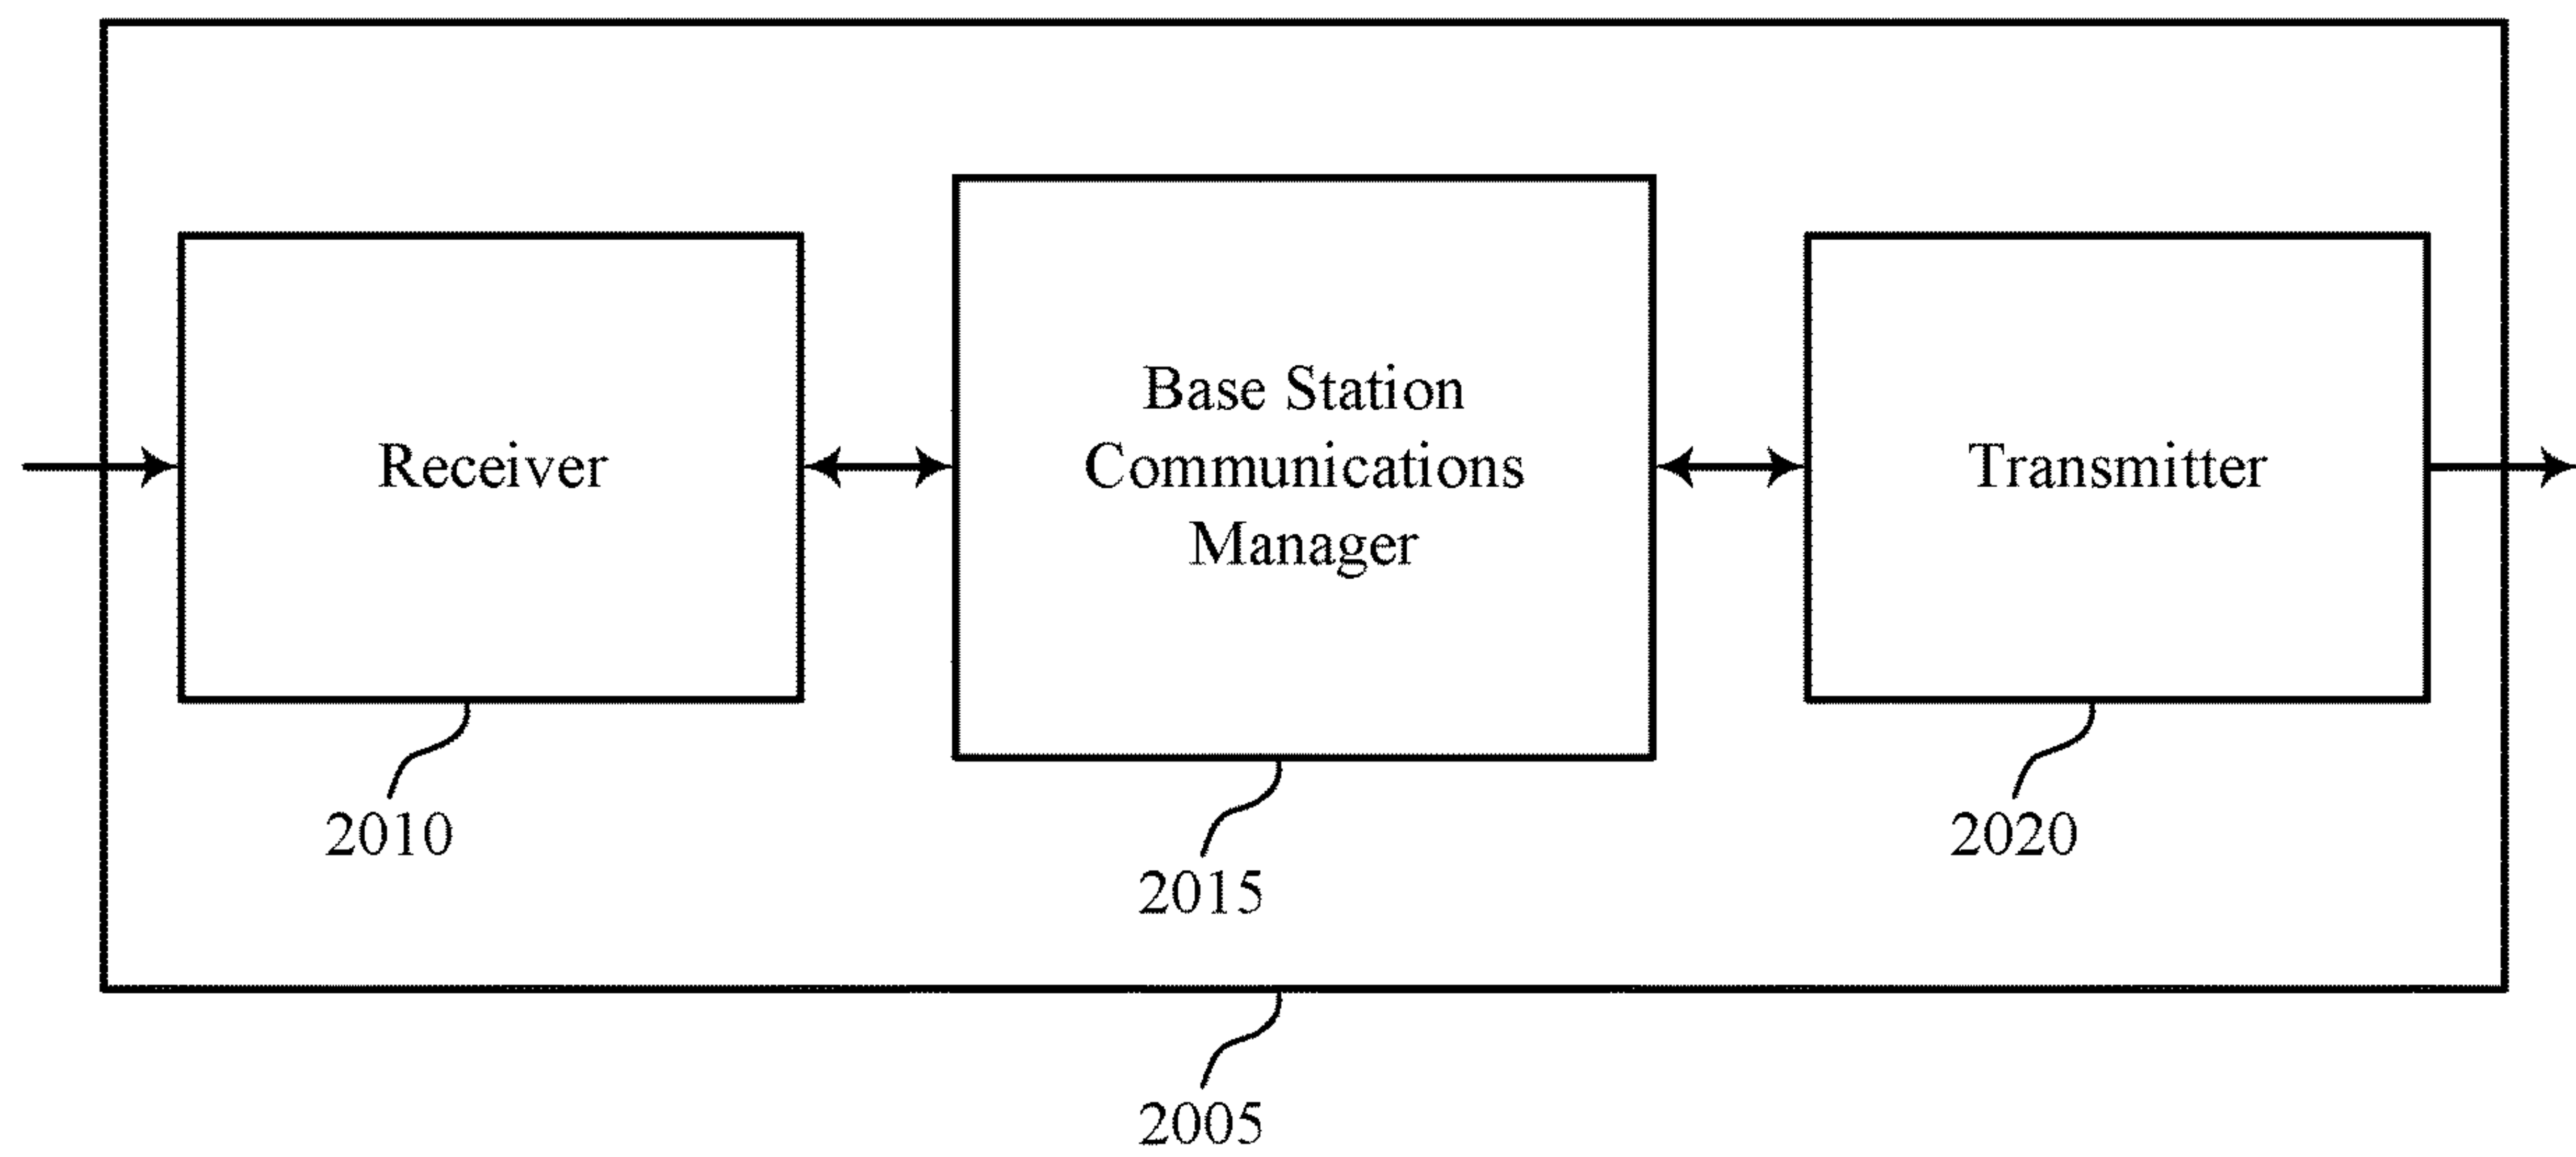 Receiver
Base Station
Communications
Manager
Transmitter
2010
2015
2020
2005